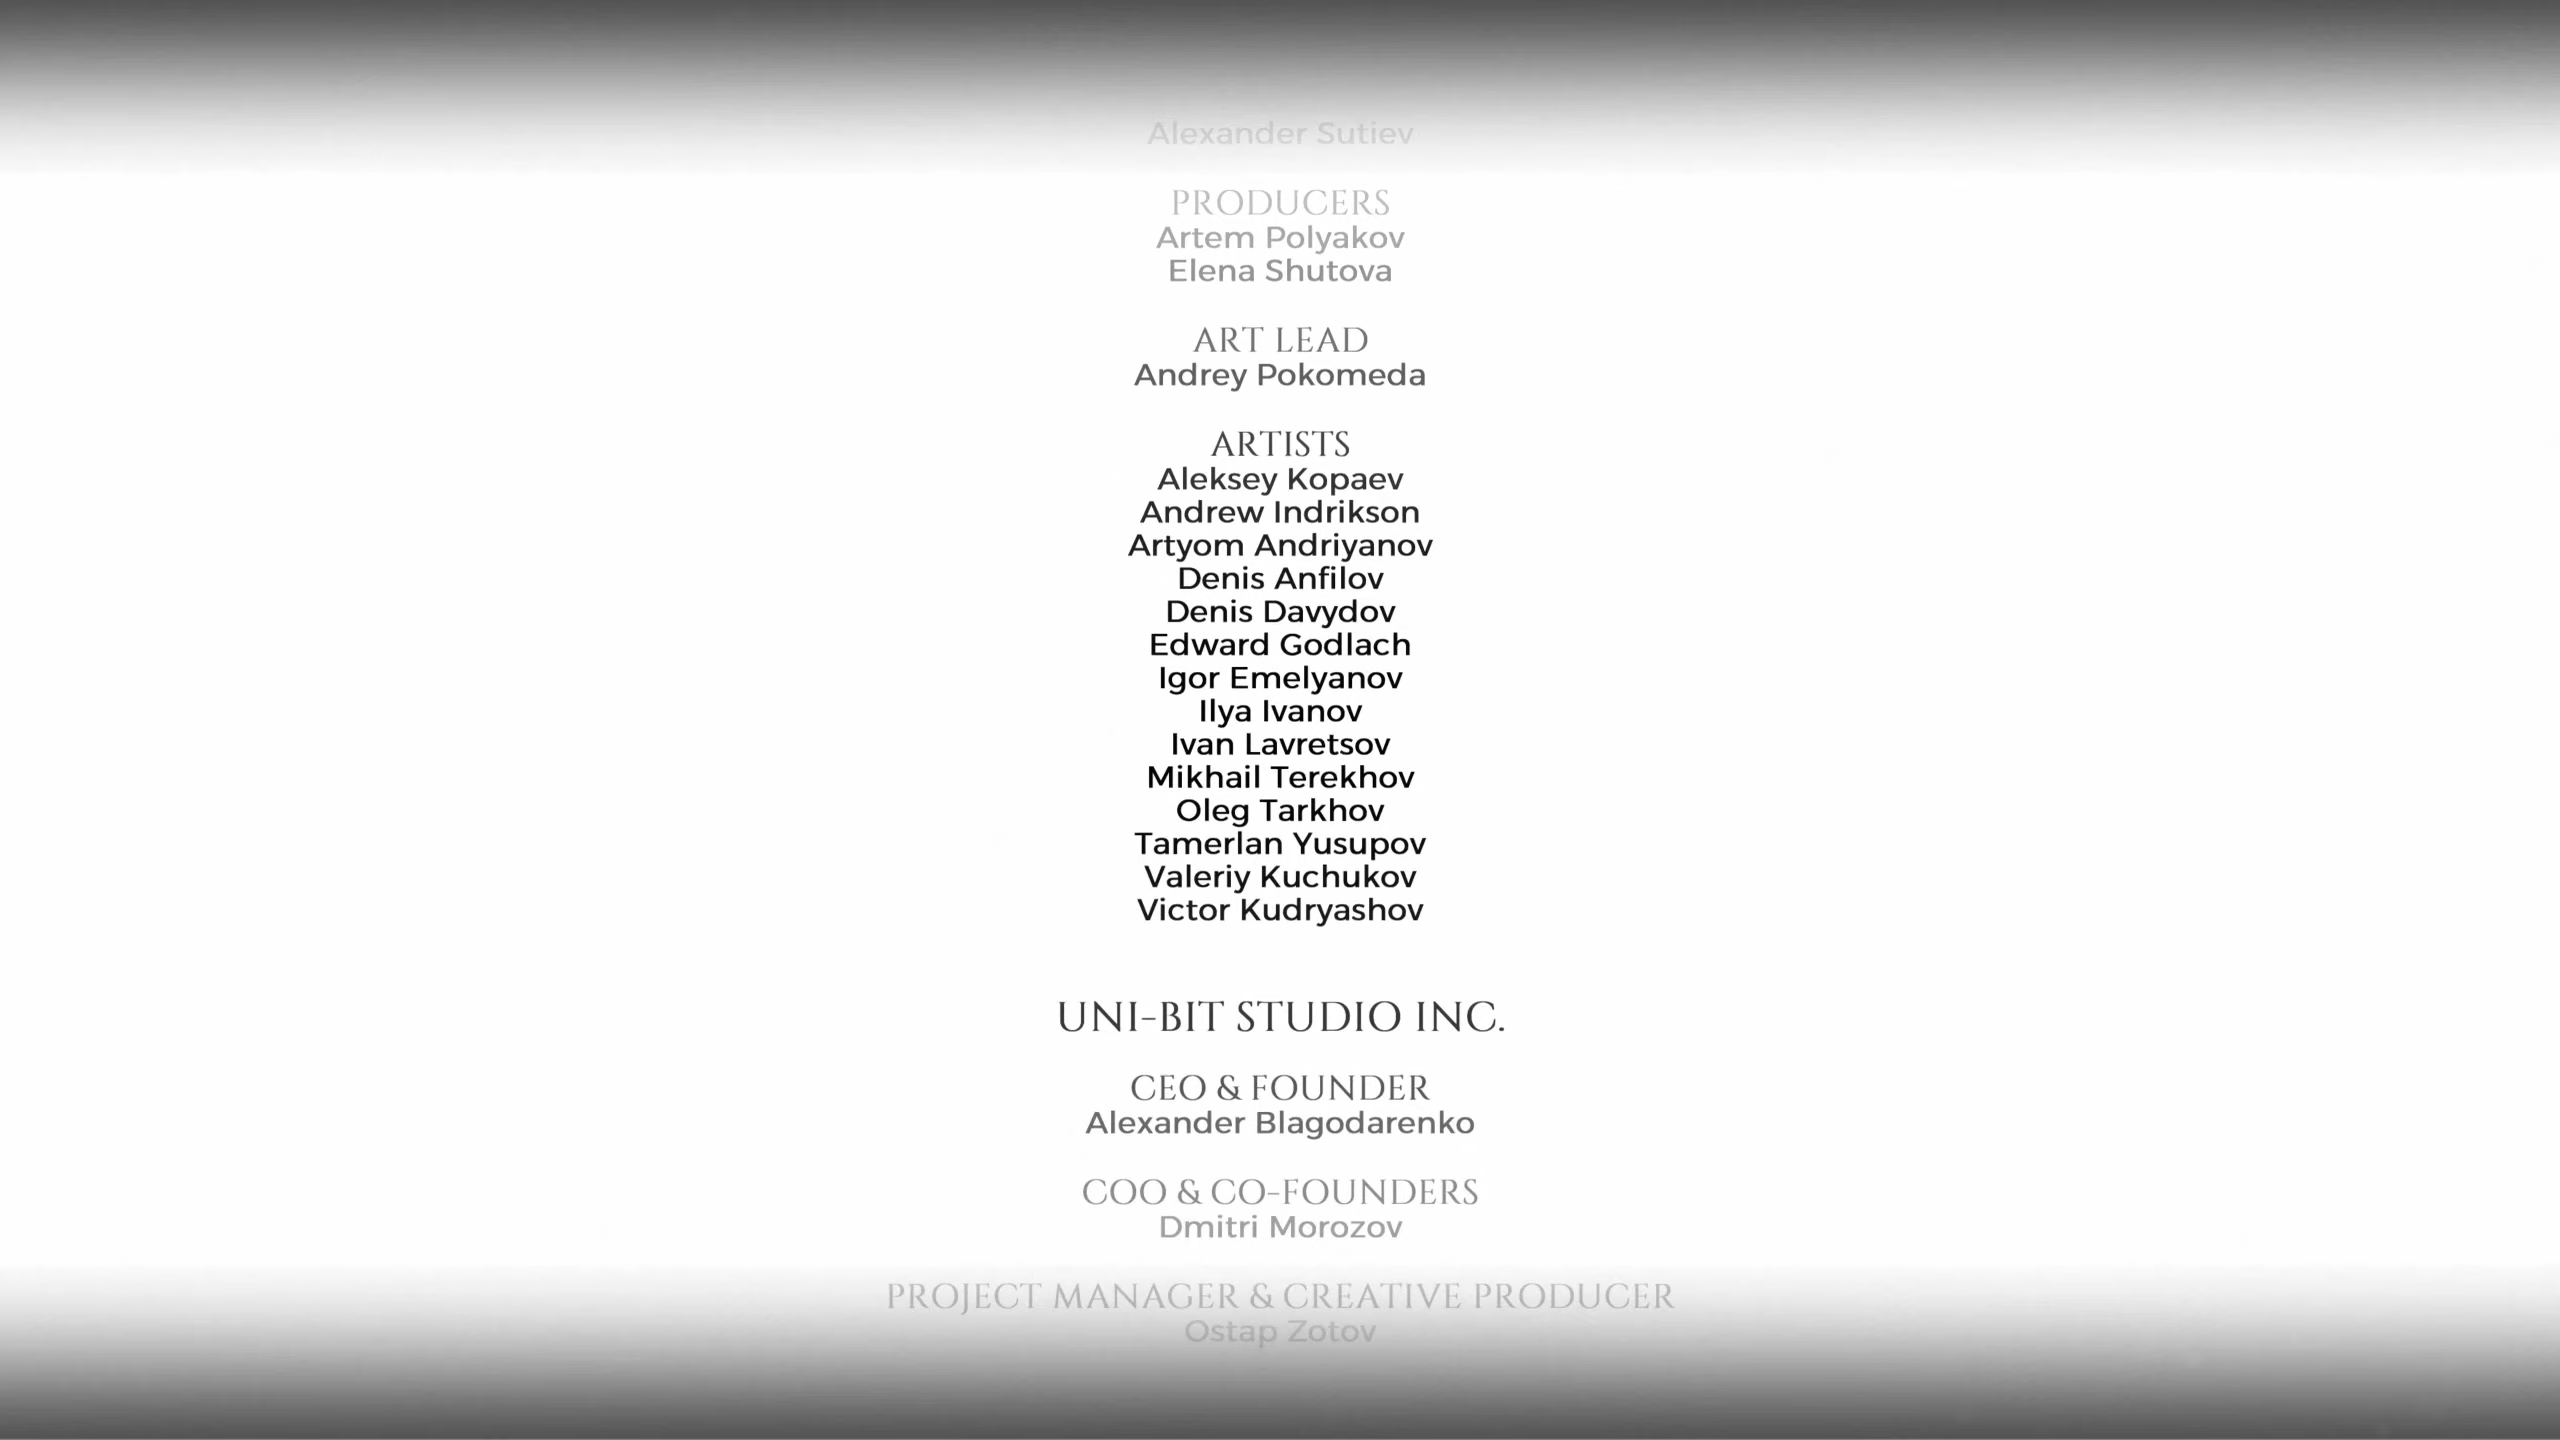 Alexander Sutiev
PRODUCERS
Artem Polyakov
Elena Shutova
ART LEAD
Andrey Pokomeda
ARTISTS
Aleksey Kopaev
Andrew Indrikson
Artyom Andriyanov
Denis Anfilov
Denis Davydov
Edward Godlach
Igor Emelyanov
Ilya Ivanov
Ivan Lavretsov
Mikhail Terekhov
Oleg Tarkhov
Tamerlan Yusupov
Valeriy Kuchukov
Victor Kudryashov
UNI-BIT STUDIO INC.
CEO & FOUNDER
Alexander Blagodarenko
COO & CO-FOUNDERS
Dmitri Morozov
PROJECT MANAGER & CREATIVE PRODUCER
Ostap Zotov